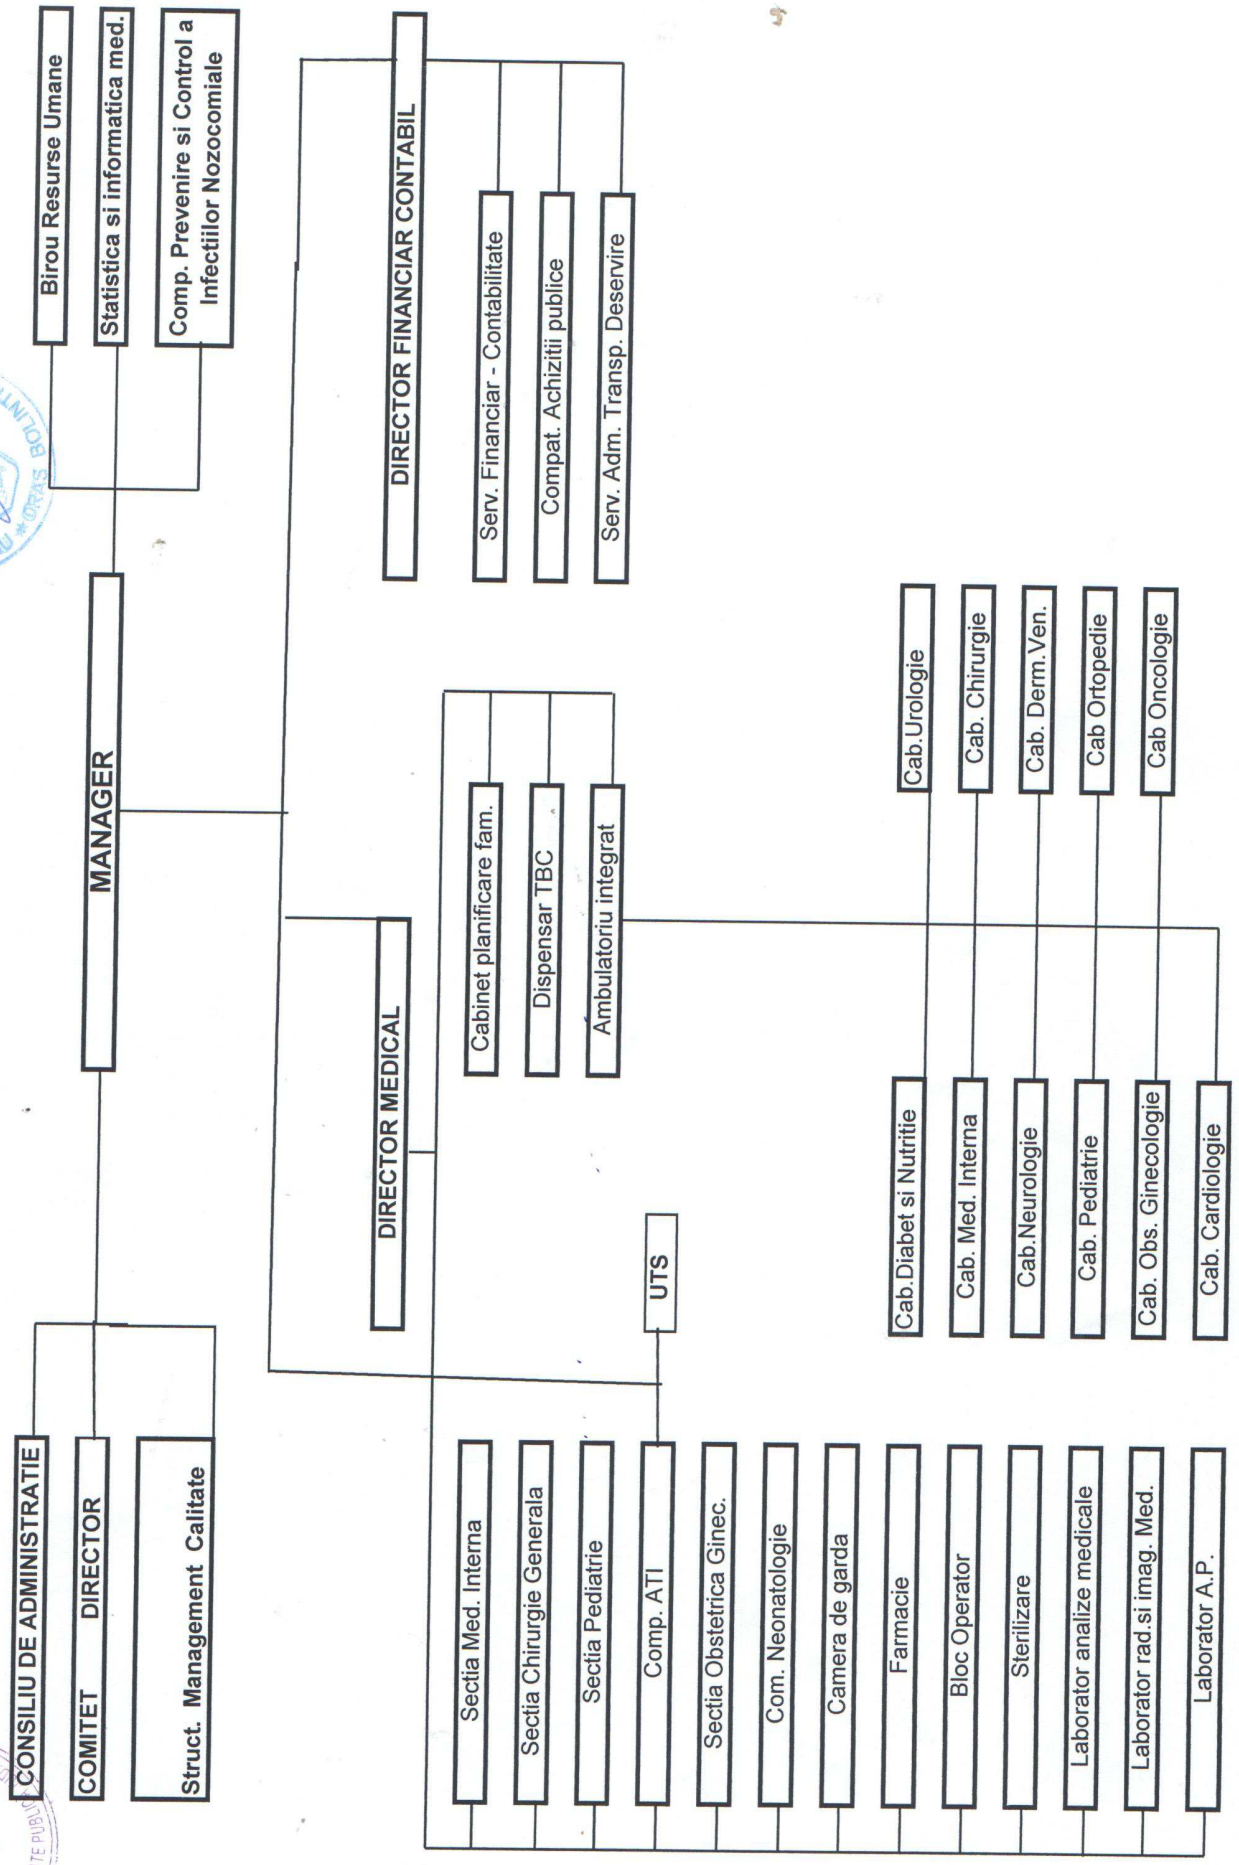 TE PUBLICA
* ORAS BOLINTI
CONSILIU DE ADMINISTRATIE
COMITET DIRECTOR
Struct. Management Calitate
MANAGER
Birou Resurse Umane
Statistica si informatica med.
Comp. Prevenire si Control a
Infectiilor Nozocomiale
DIRECTOR MEDICAL
DIRECTOR FINANCIAR CONTABIL
Sectia Med. Interna
Sectia Chirurgie Generala
Sectia Pediatrie
Comp. ATI
Sectia Obstetrica Ginec.
Com. Neonatologie
Camera de garda
Farmacie
Bloc Operator
Sterilizare
Laborator analize medicale
Laborator rad.si imag. Med.
Laborator A.P.
UTS
Cabinet planificare fam.
Dispensar TBC
Ambulatoriu integrat
Cab.Diabet si Nutritie
Cab. Med. Interna
Cab.Neurologie
Cab. Pediatrie
Cab. Obs. Ginecologie
Cab. Cardiologie
Cab.Urologie
Cab. Chirurgie
Cab. Derm.Ven.
Cab Ortopedie
Cab Oncologie
Serv. Financiar - Contabilitate
Compat. Achizitii publice
Serv. Adm. Transp. Deservire